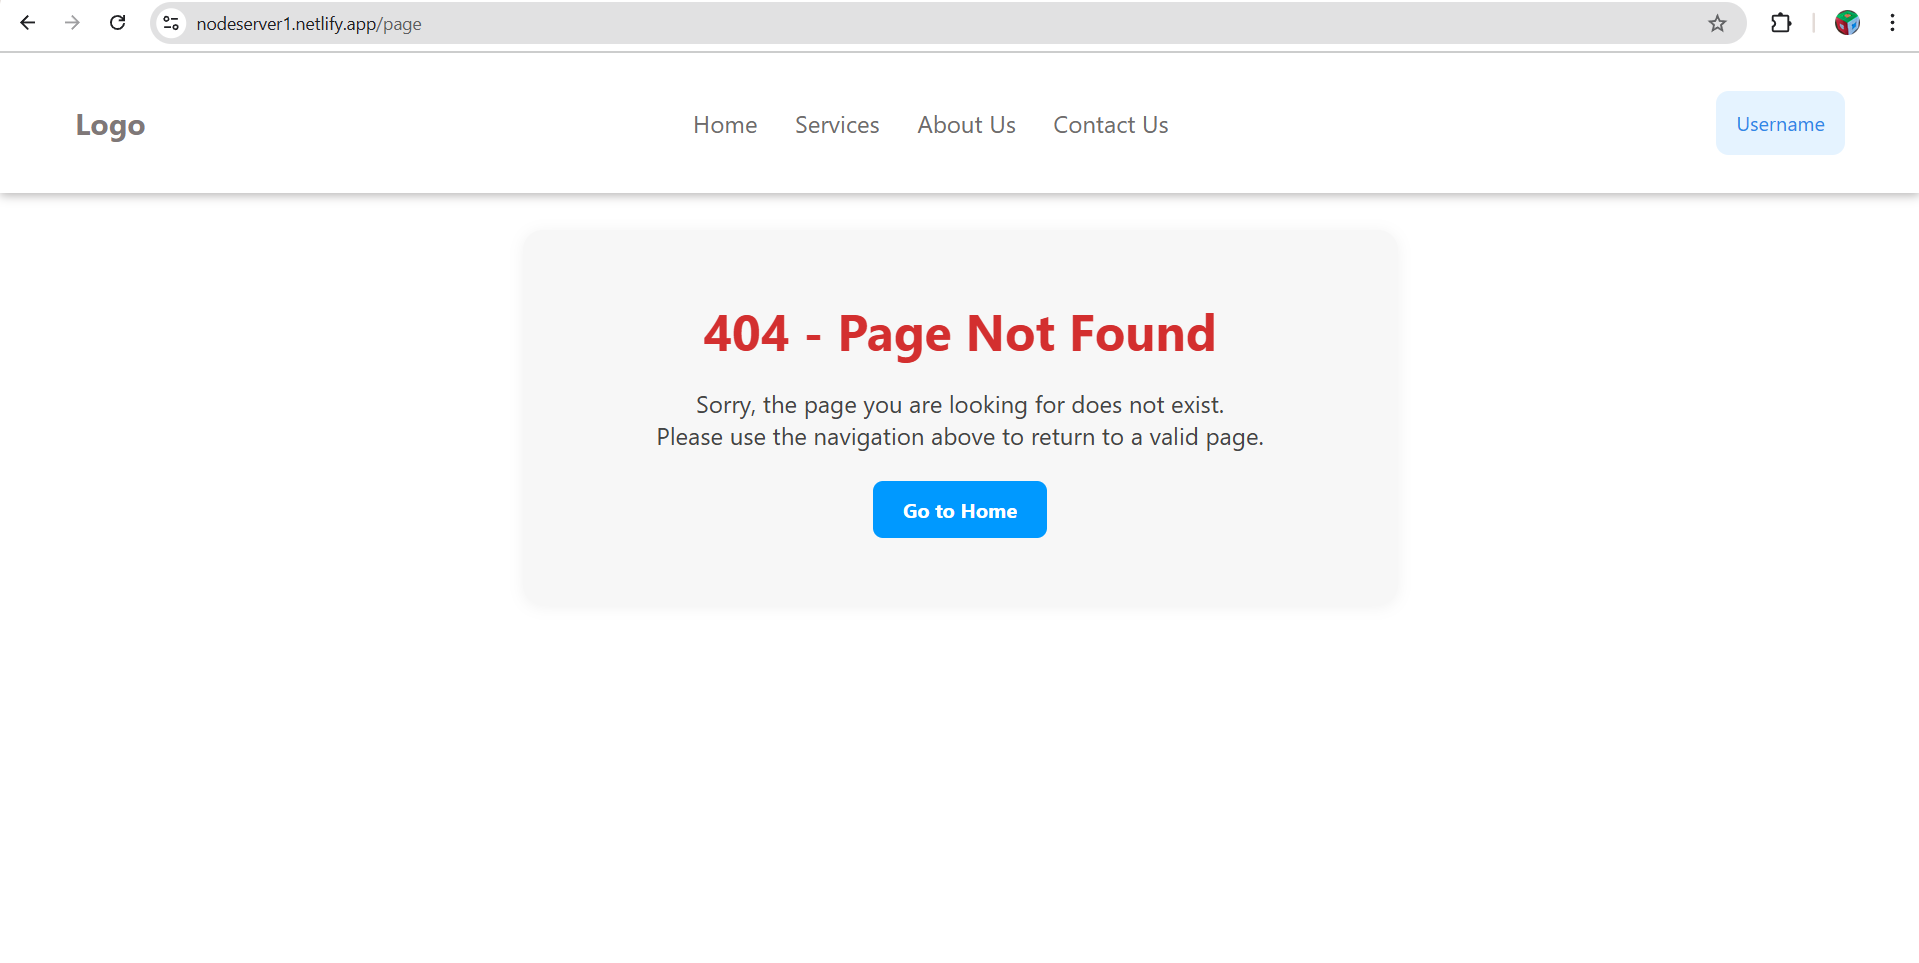 nodeserver1.netlify.app/page
Logo
Home Services About Us Contact Us
Username
404 - Page Not Found
Sorry, the page you are looking for does not exist.
Please use the navigation above to return to a valid page.
Go to Home